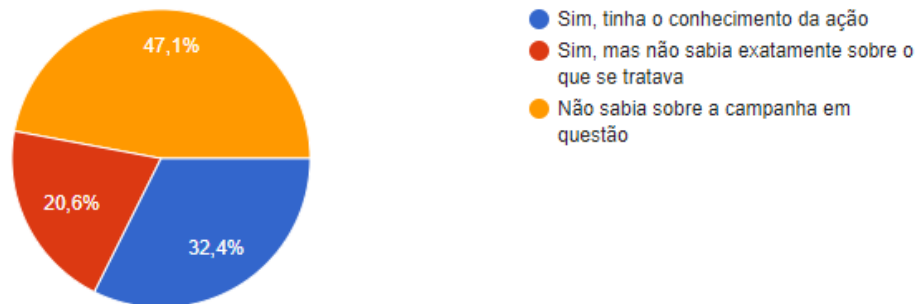 47,1%
20,6%
32,4%
Sim, tinha o conhecimento da ação
Sim, mas não sabia exatamente sobre o
que se tratava
Não sabia sobre a campanha em
questão